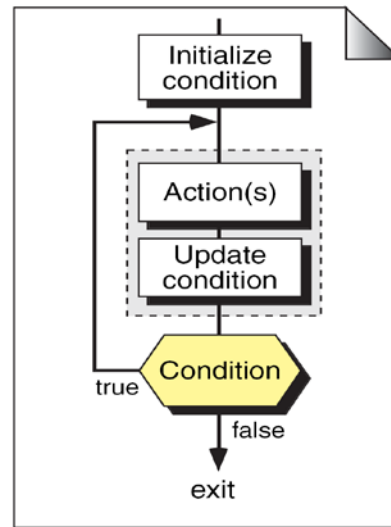 Initialize
condition
Action(s)
Update
condition
Condition
true
false
exit